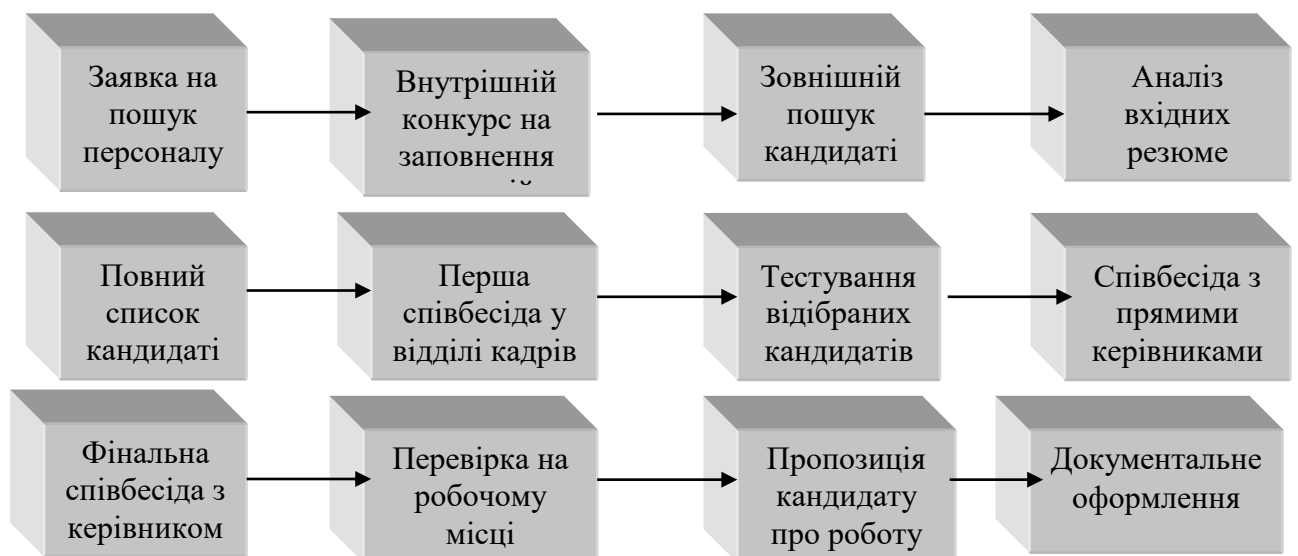 Заявка на
пошук
персоналу
Внутрішній
конкурс на
заповнення
Зовнішній
пошук
кандидаті
Аналіз
вхідних
резюме
Повний
список
кандидаті
Перша
співбесіда у
відділі кадрів
Тестування
відібраних
кандидатів
Співбесіда з
прямими
керівниками
Фінальна
співбесіда з
керівником
Перевірка на
робочому
місці
Пропозиція
кандидату
про роботу
Документальне
оформлення